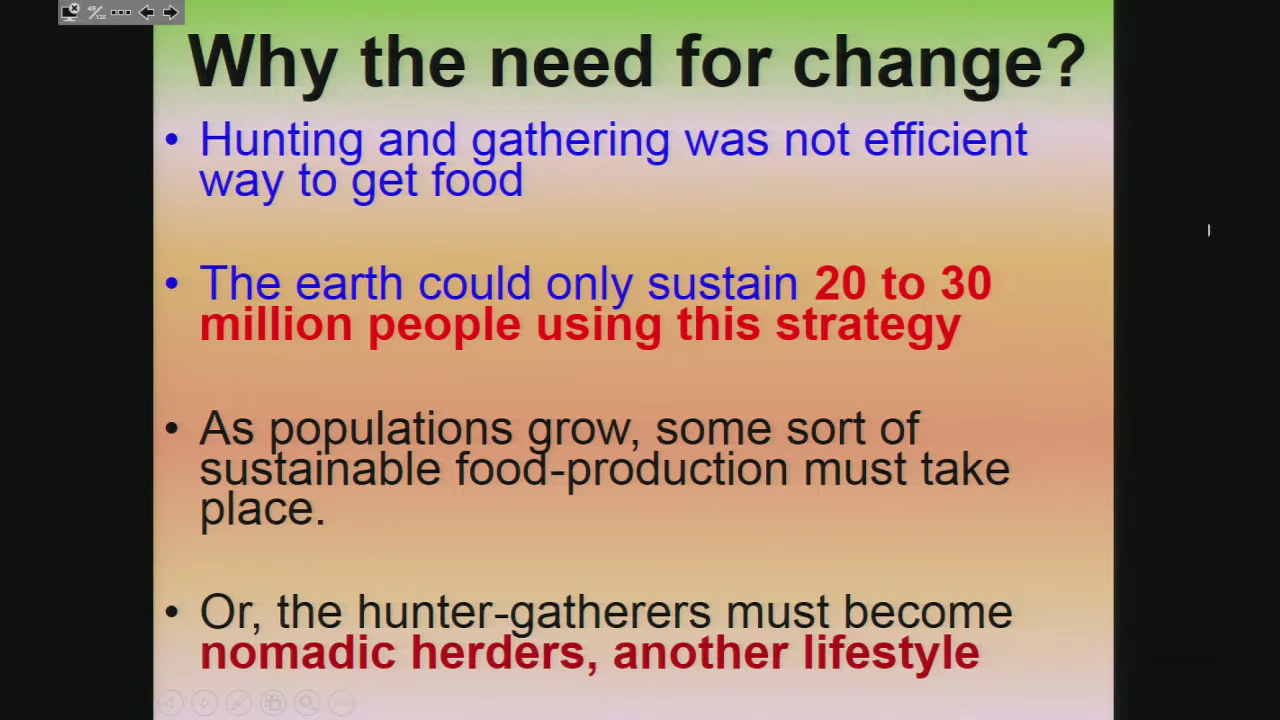 49/132
Why the need for change?
• Hunting and gathering was not efficient
way to get food
• The earth could only sustain 20 to 30
million people using this strategy
• As populations grow, some sort of
sustainable food-production must take
place.
• Or, the hunter-gatherers must become
nomadic herders, another lifestyle